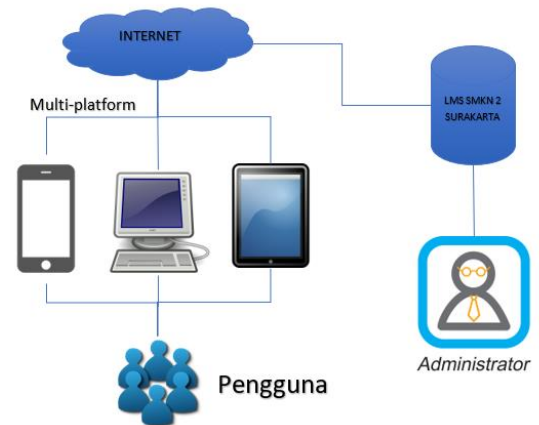 INTERNET
LMS SMKN 2
SURAKARTA
Multi-platform
Administrator
Pengguna